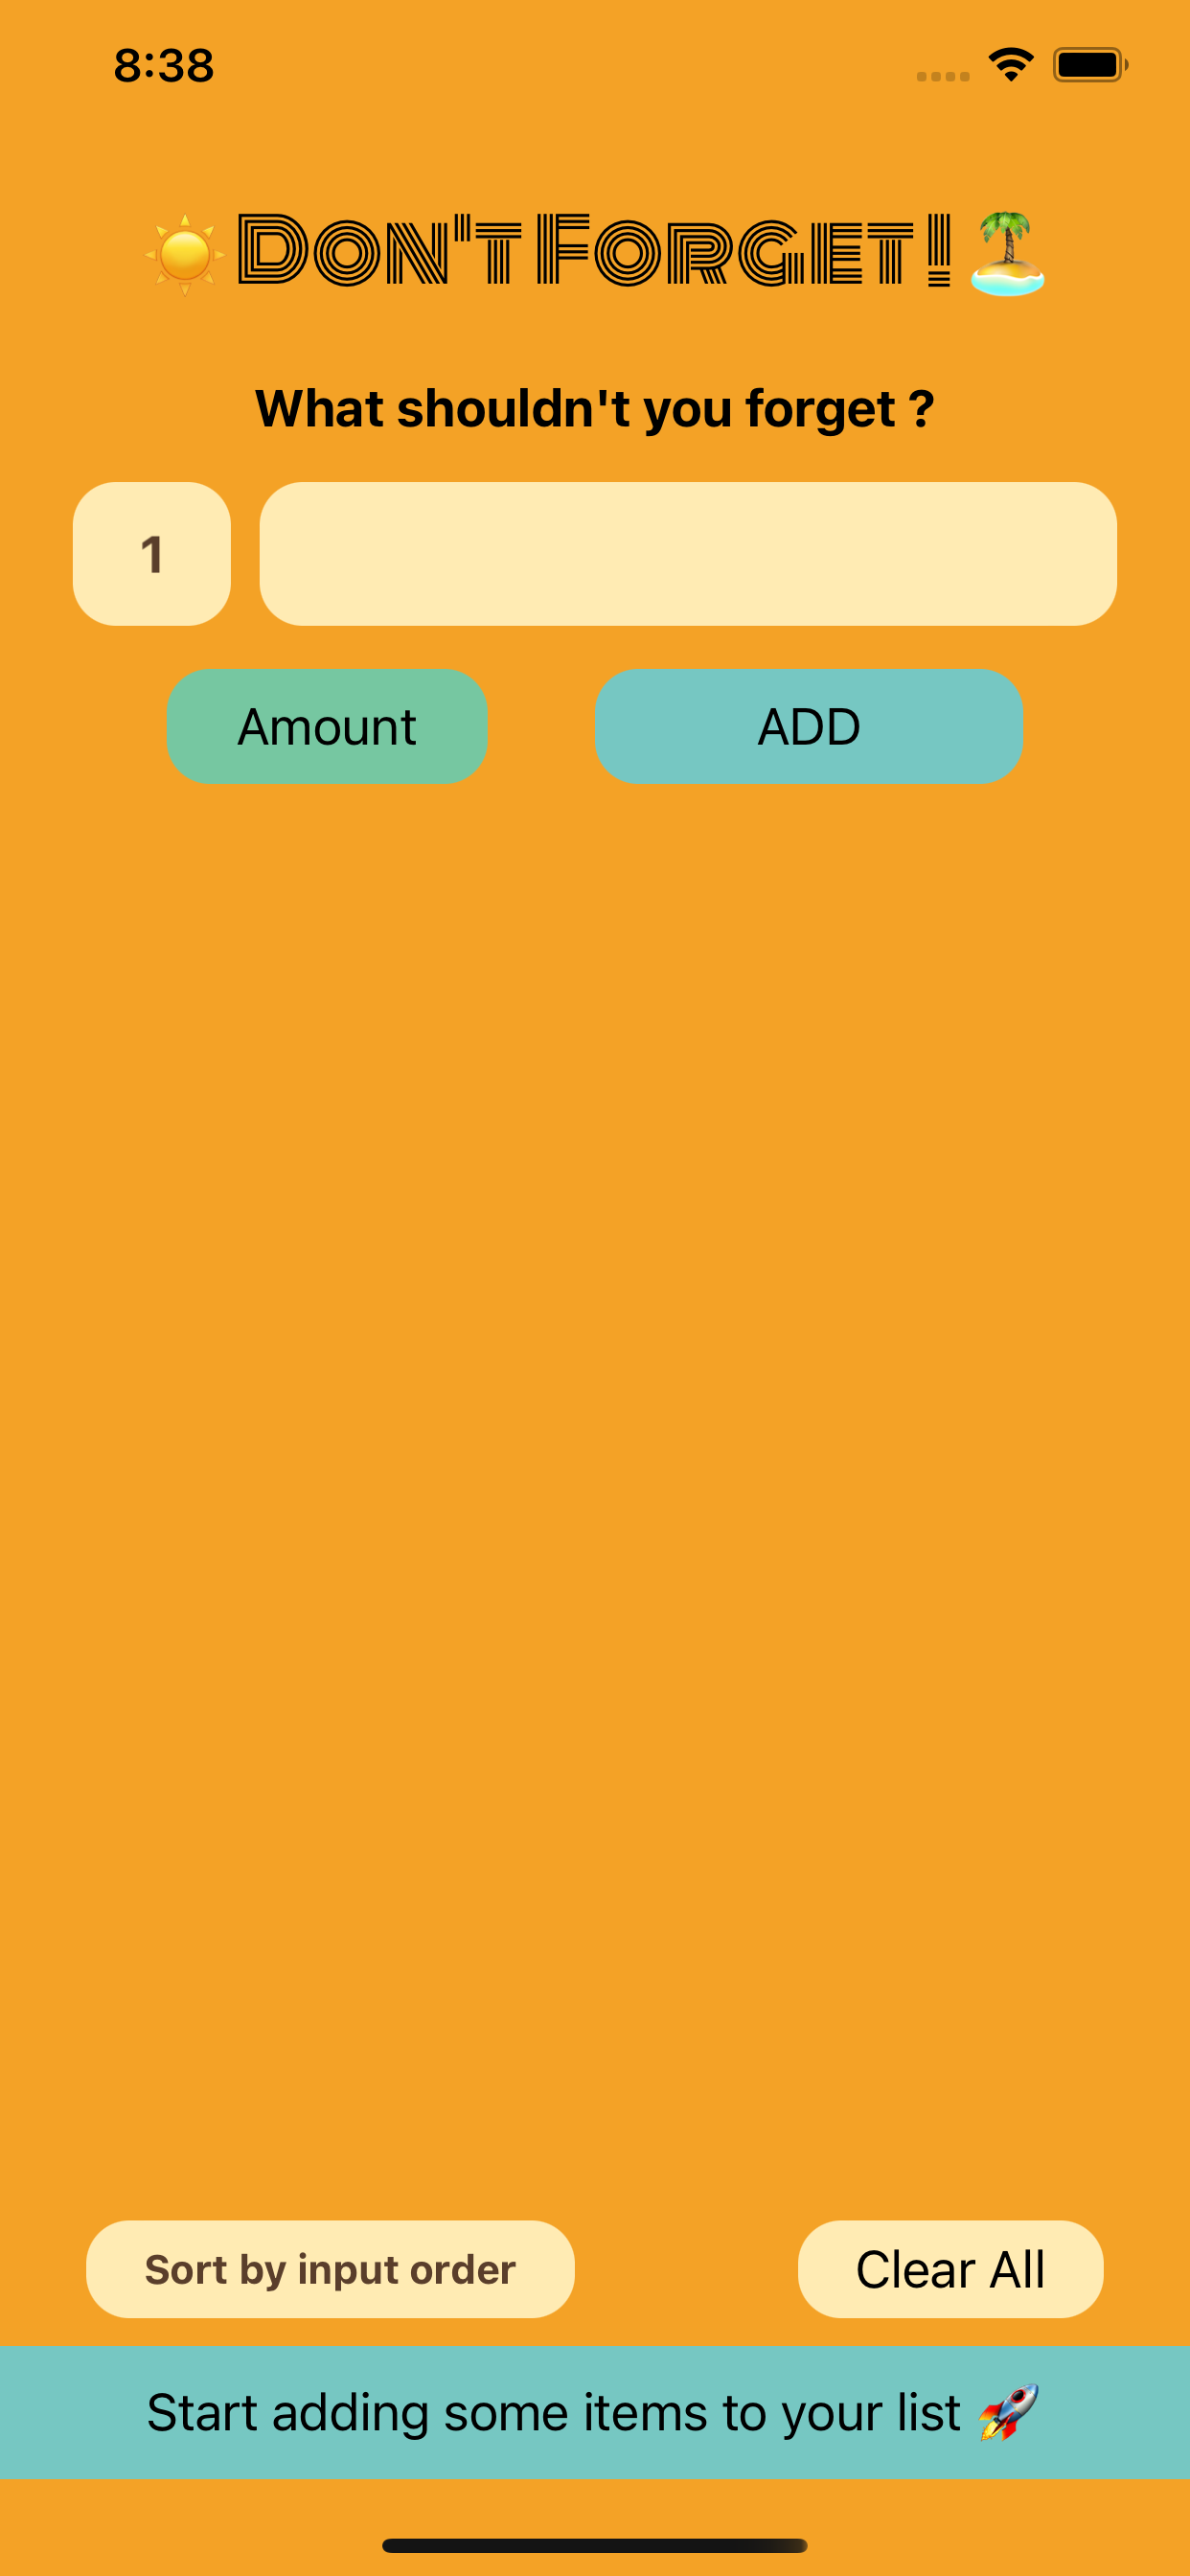 8:38
☀️ DON'T FORGET! 🏝️
What shouldn't you forget ?
1
Amount ADD
Sort by input order Clear All
Start adding some items to your list 🚀